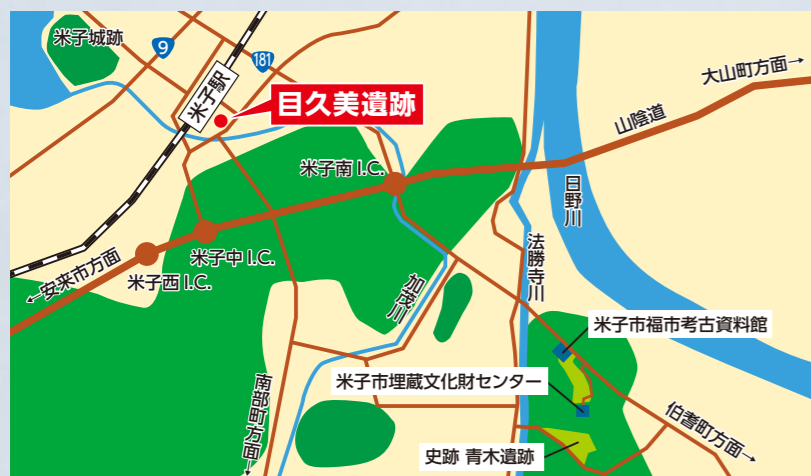 米子城跡
9
181
米子駅
目久美遺跡
大山町方面→
山陰道
米子南 I.C.
日野川
米子中 I.C.
米子西 I.C.
←安来市方面
加茂川
法勝寺川
米子市福市考古資料館
米子市埋蔵文化財センター
南部町方面→
伯耆町方面→
史跡 青木遺跡